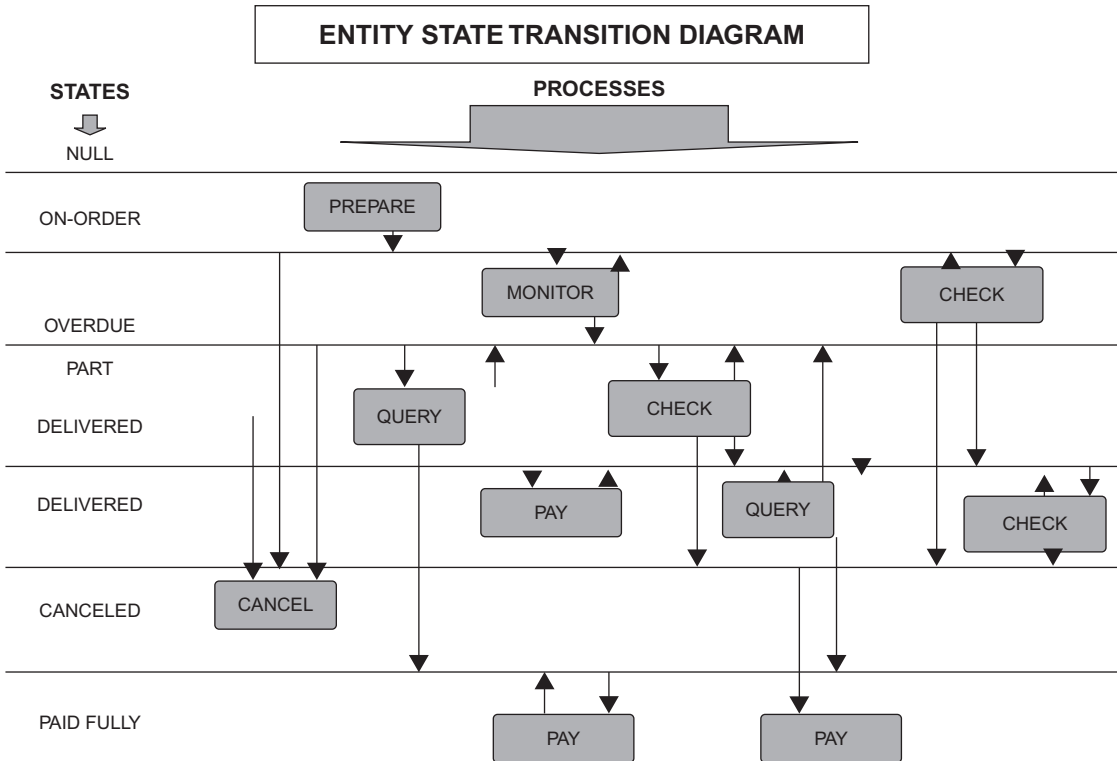 ENTITY STATE TRANSITION DIAGRAM
STATES
PROCESSES
NULL
ON-ORDER
PREPARE
MONITOR
CHECK
OVERDUE
PART
DELIVERED
QUERY
CHECK
DELIVERED
PAY
QUERY
CHECK
CANCELED
CANCEL
PAID FULLY
PAY
PAY